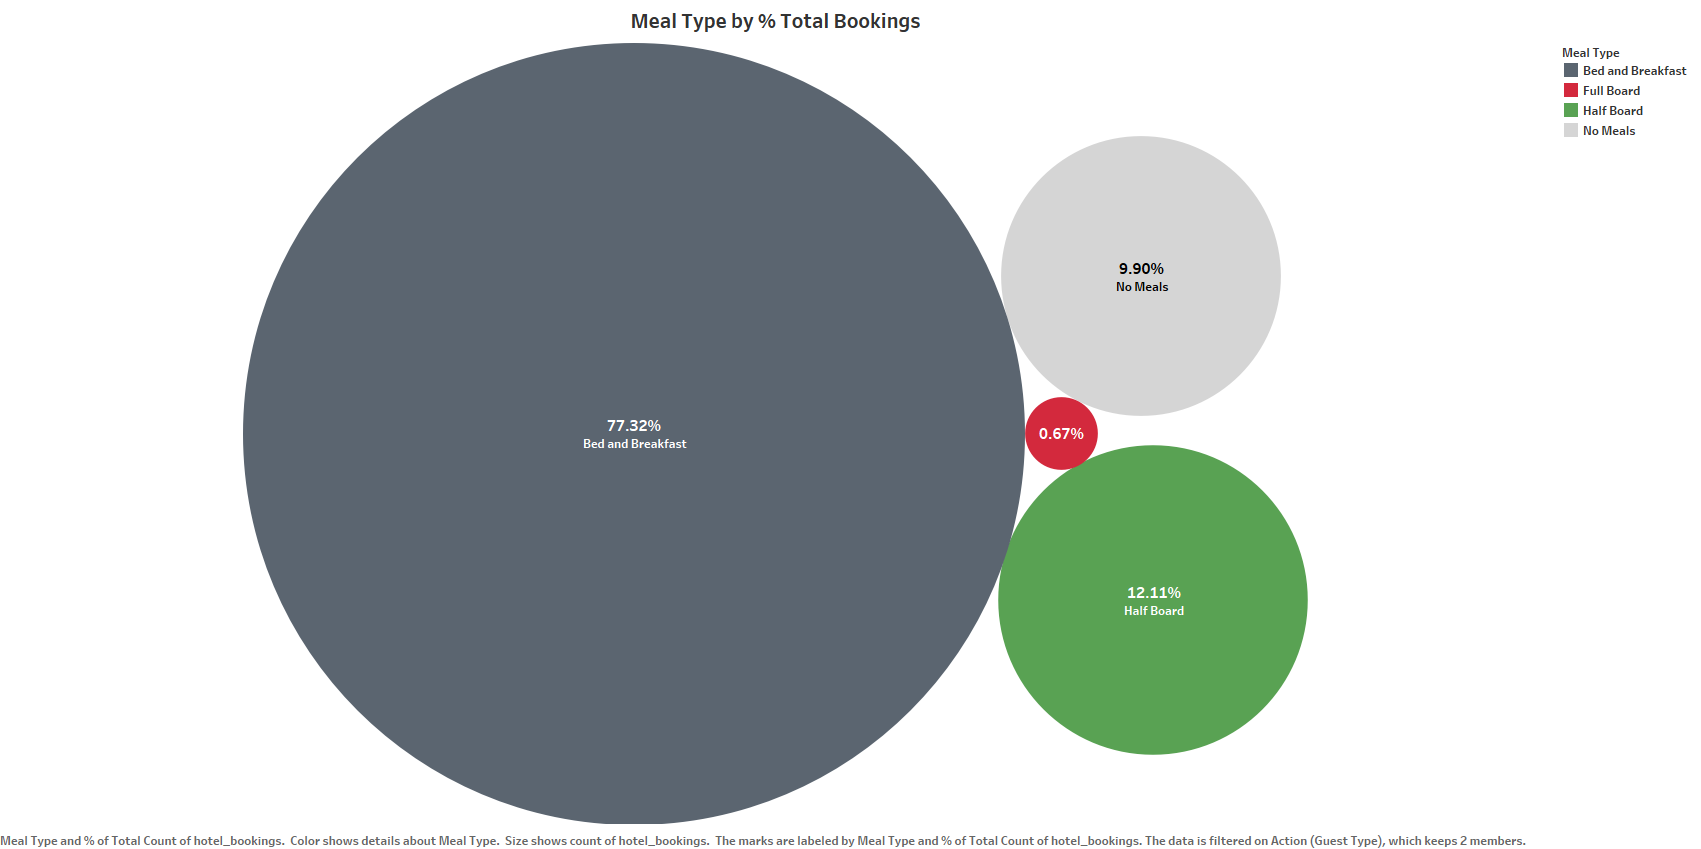 Meal Type by % Total Bookings
Meal Type
Bed and Breakfast
Full Board
Half Board
No Meals
9.90%
No Meals
77.32%
Bed and Breakfast
0.67%
12.11%
Half Board
Meal Type and % of Total Count of hotel_bookings.  Color shows details about Meal Type.  Size shows count of hotel_bookings.  The marks are labeled by Meal Type and % of Total Count of hotel_bookings. The data is filtered on Action (Guest Type), which keeps 2 members.